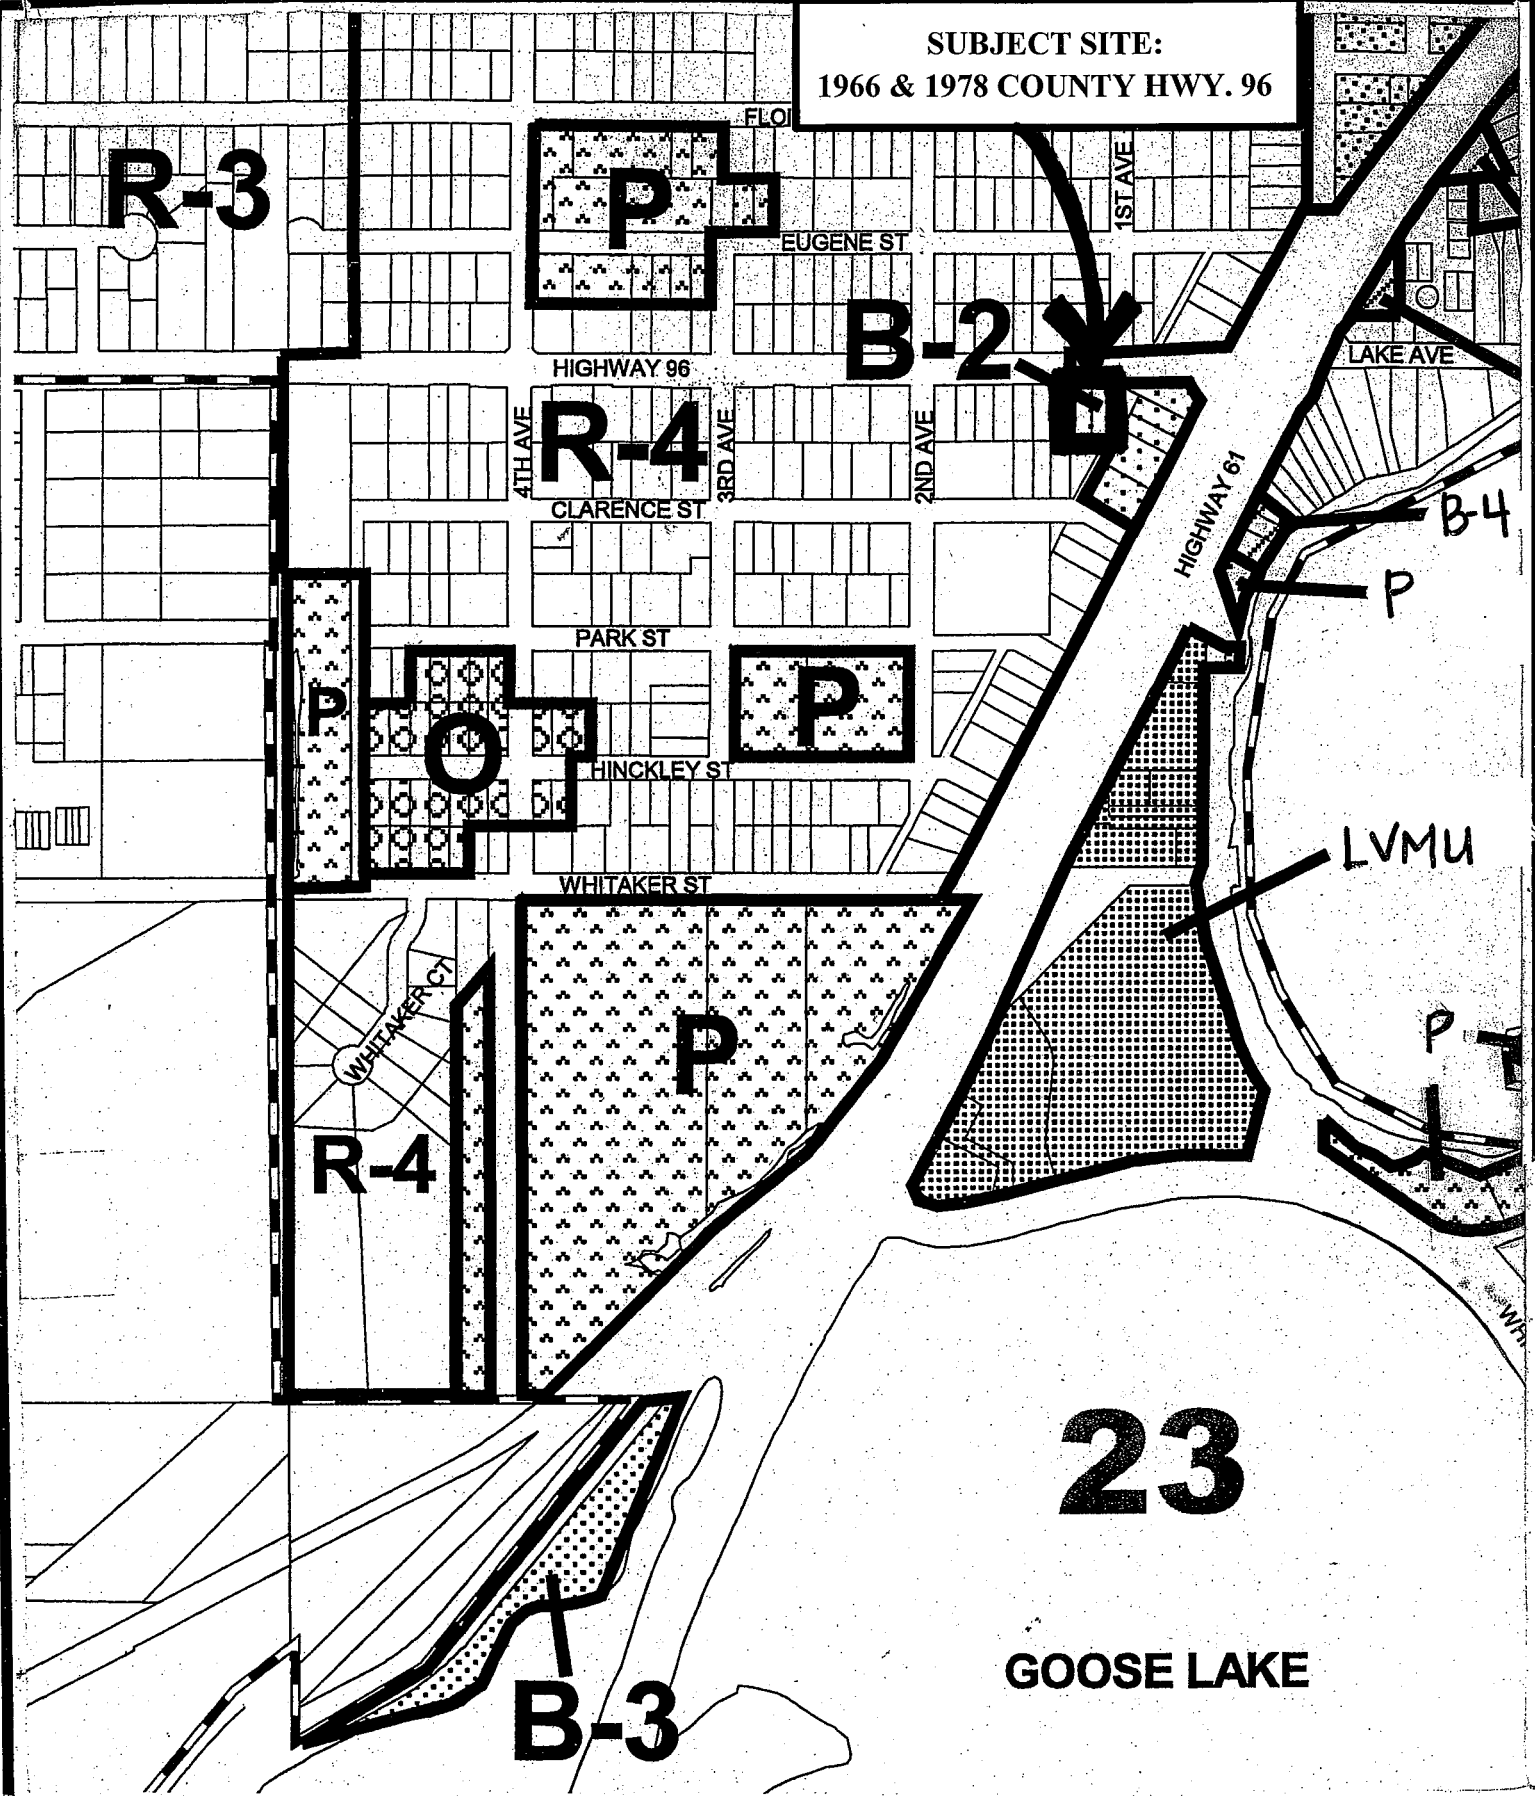 SUBJECT SITE:
1966 & 1978 COUNTY HWY. 96
FLO
R-3
P
1ST AVE
EUGENE ST
B-2
HIGHWAY 96
LAKE AVE
4TH AVE
R-4
3RD AVE
2ND AVE
CLARENCE ST
HIGHWAY 61
B-4
P
PARK ST
P
O
P
HINCKLEY ST
LVMU
WHITAKER ST
WHITAKER CT
P
P
R-4
WH
23
GOOSE LAKE
B-3